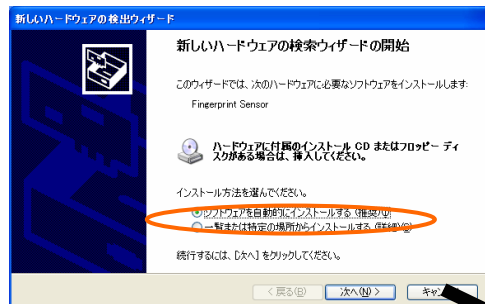 新しいハードウェアの検出ウィザード
新しいハードウェアの検索ウィザードの開始
このウィザードでは、次のハードウェアに必要なソフトウェアをインストールします:
Fingerprint Sensor
ハードウェアに付属のインストール CD またはフロッピー ディ
スクがある場合は、挿入してください。
インストール方法を選んでください。
ソフトウェアを自動的にインストールする (推奨)(I)
一覧または特定の場所からインストールする (詳細)(S)
続行するには、[次へ] をクリックしてください。
< 戻る(B) 次へ(N) >